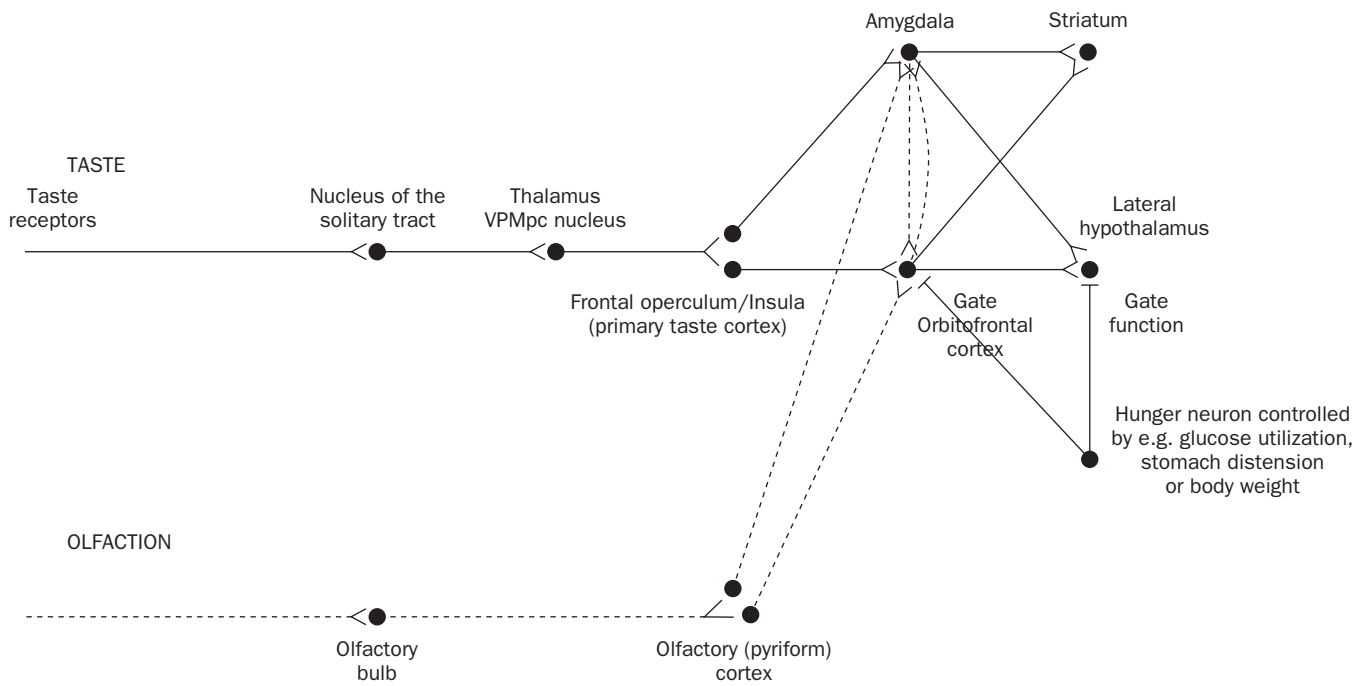 Amygdala
Striatum
TASTE
Taste
receptors
Nucleus of the
solitary tract
Thalamus
VPMpc nucleus
Lateral
hypothalamus
Frontal operculum/Insula
(primary taste cortex)
Gate
Orbitofrontal
cortex
Gate
function
Hunger neuron controlled
by e.g. glucose utilization,
stomach distension
or body weight
OLFACTION
Olfactory
bulb
Olfactory (pyriform)
cortex